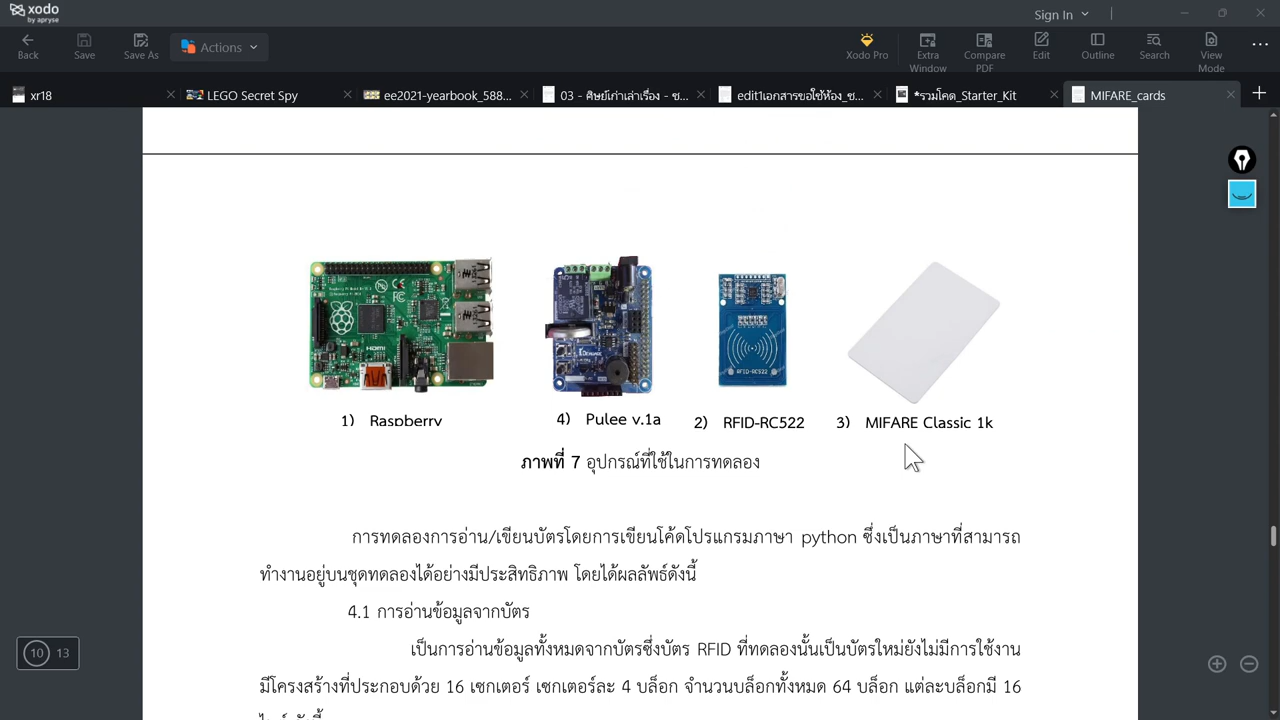 xodo
by apryse
Sign In
Back
Save
Save As
Actions
Xodo Pro
Extra Window
Compare PDF
Edit
Outline
Search
View Mode
xr18
LEGO Secret Spy
ee2021-yearbook_588...
03 - ศิษย์เก่าเล่าเรื่อง - ช...
edit1เอกสารขอใช้ห้อง_ซ...
*รวมโคด_Starter_Kit
MIFARE_cards
HDMI
RFID-RC522
1) Raspberry
4) Pulee v.1a
2) RFID-RC522
3) MIFARE Classic 1k
ภาพที่ 7 อุปกรณ์ที่ใช้ในการทดลอง
การทดลองการอ่าน/เขียนบัตรโดยการเขียนโค้ดโปรแกรมภาษา python ซึ่งเป็นภาษาที่สามารถ
ทำงานอยู่บนชุดทดลองได้อย่างมีประสิทธิภาพ โดยได้ผลลัพธ์ดังนี้
4.1 การอ่านข้อมูลจากบัตร
เป็นการอ่านข้อมูลทั้งหมดจากบัตรซึ่งบัตร RFID ที่ทดลองนั้นเป็นบัตรใหม่ยังไม่มีการใช้งาน
มีโครงสร้างที่ประกอบด้วย 16 เซกเตอร์ เซกเตอร์ละ 4 บล็อก จำนวนบล็อกทั้งหมด 64 บล็อก แต่ละบล็อกมี 16
10 13